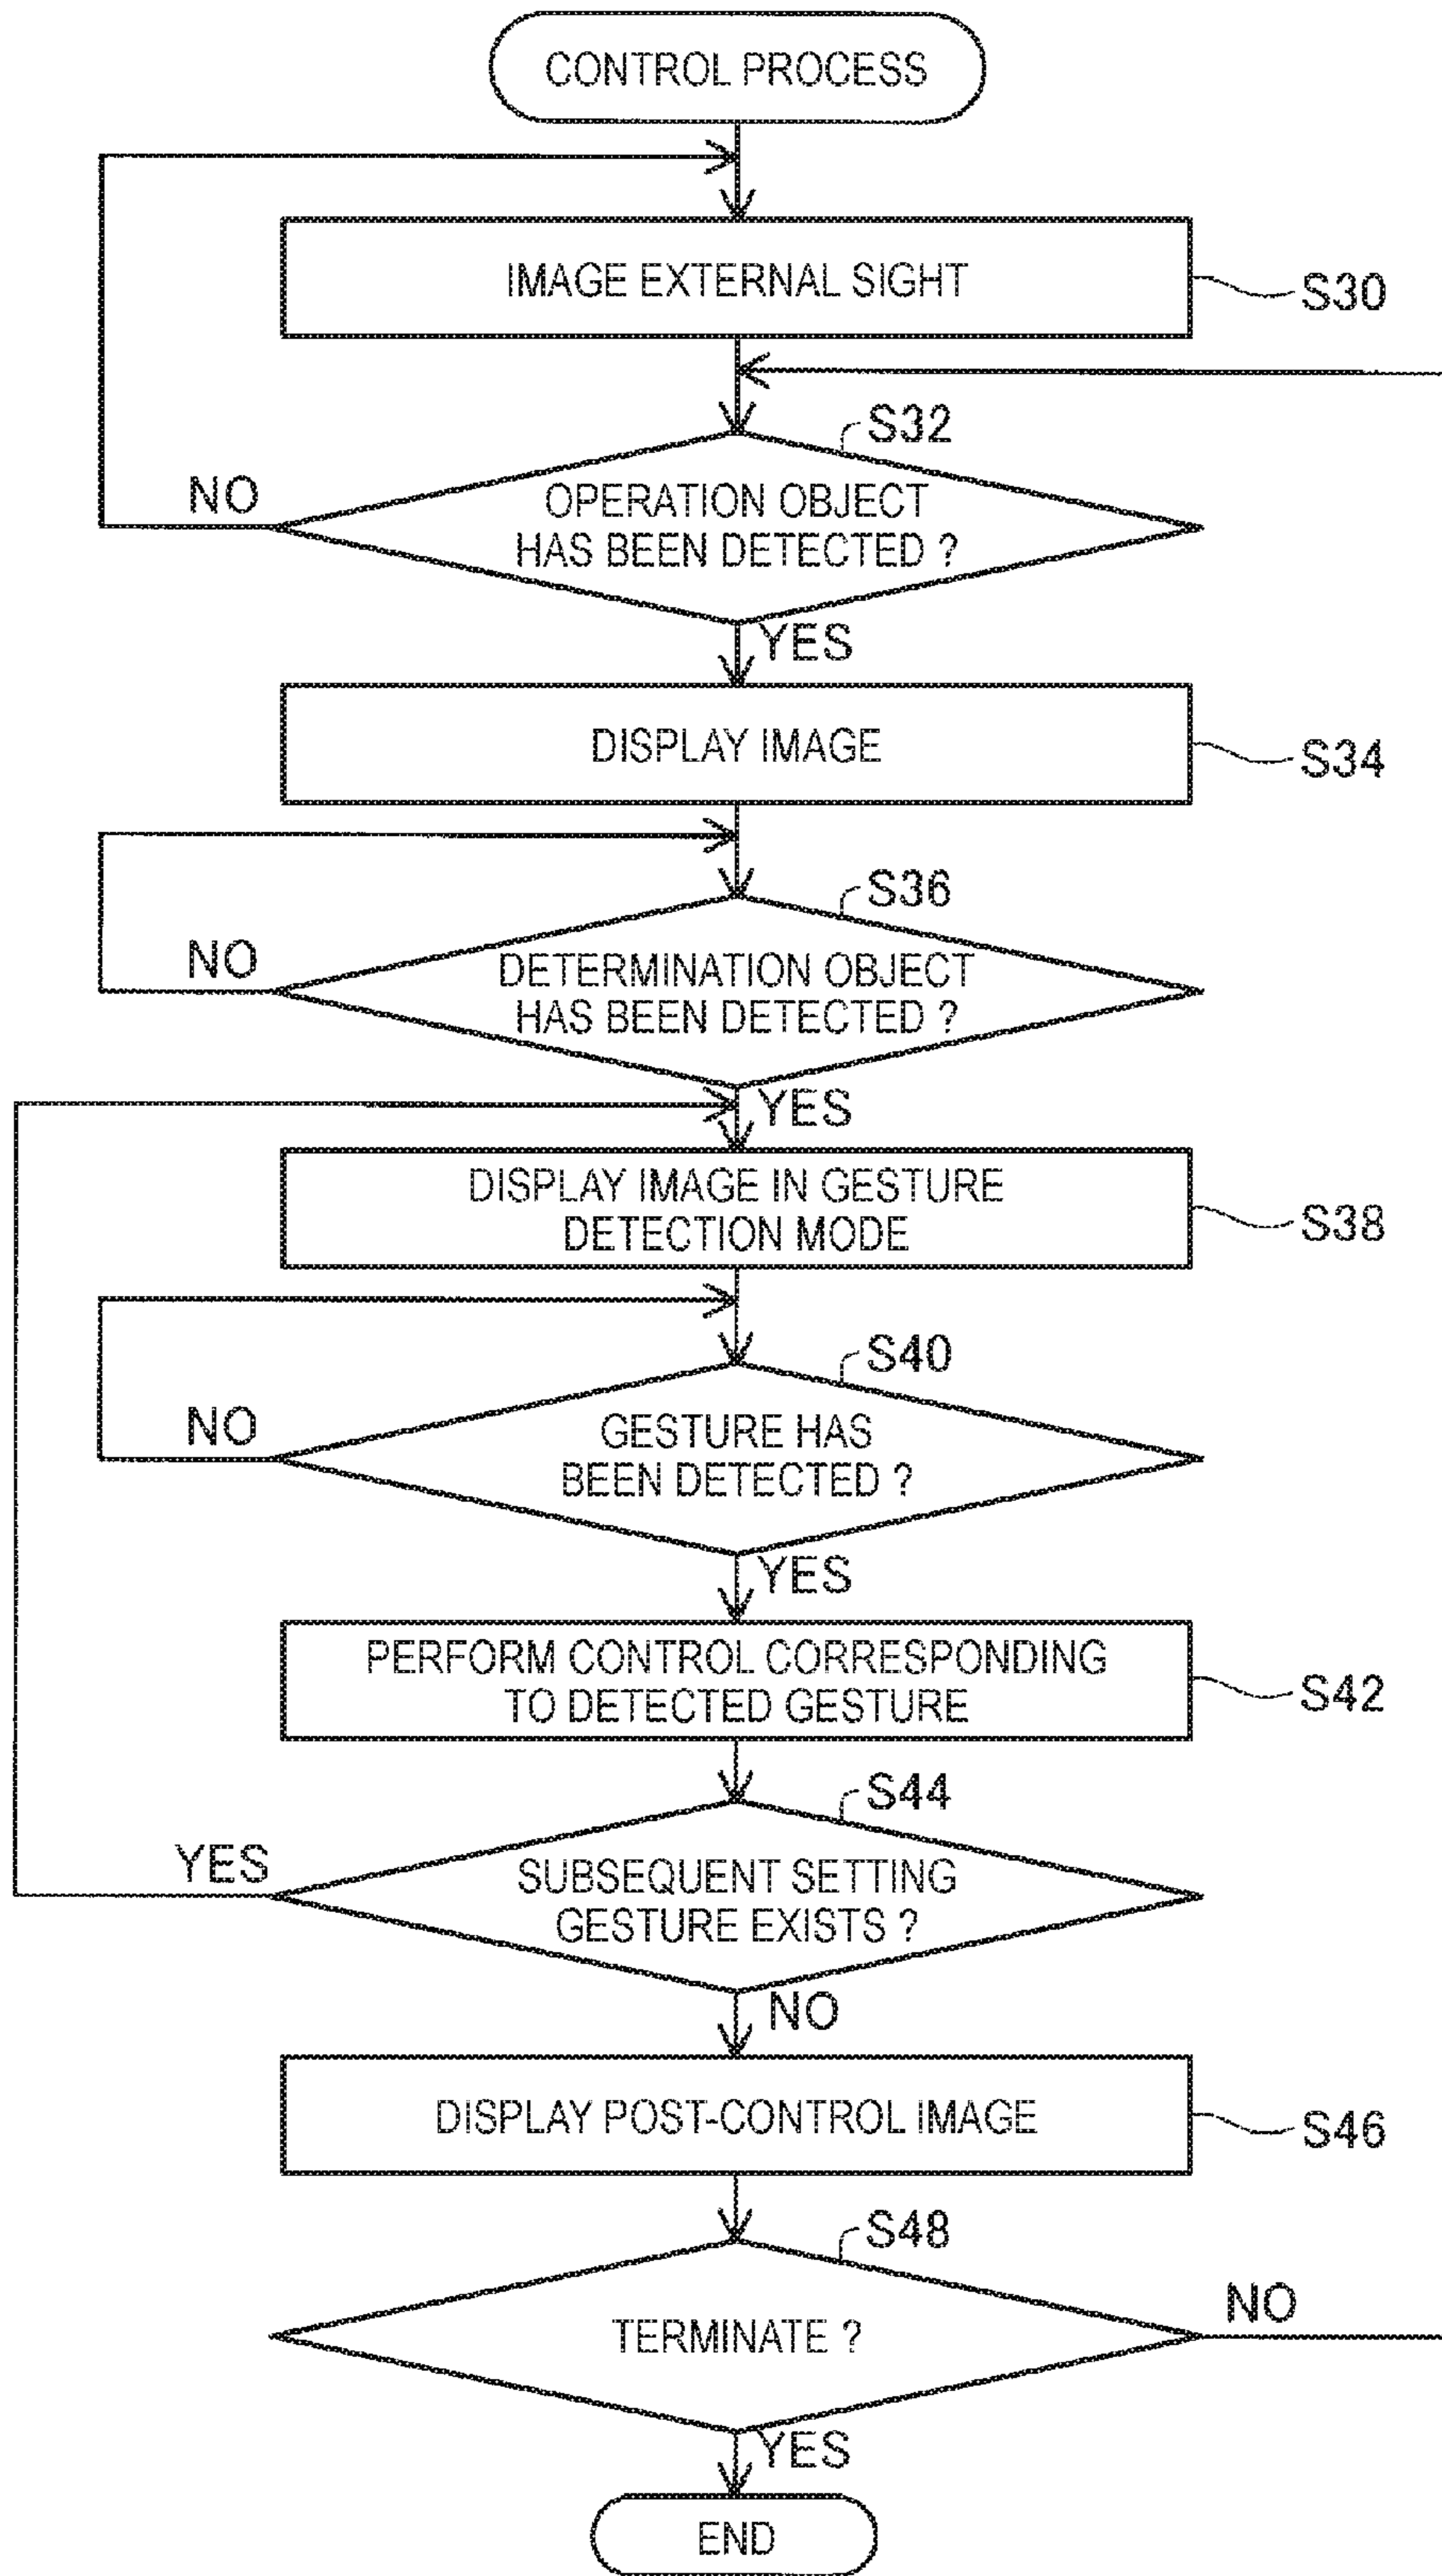 CONTROL PROCESS
IMAGE EXTERNAL SIGHT
S30
S32
NO
OPERATION OBJECT
HAS BEEN DETECTED ?
YES
DISPLAY IMAGE
S34
S36
NO
DETERMINATION OBJECT
HAS BEEN DETECTED ?
YES
DISPLAY IMAGE IN GESTURE
DETECTION MODE
S38
S40
NO
GESTURE HAS
BEEN DETECTED ?
YES
PERFORM CONTROL CORRESPONDING
TO DETECTED GESTURE
S42
S44
YES
SUBSEQUENT SETTING
GESTURE EXISTS ?
NO
DISPLAY POST-CONTROL IMAGE
S46
S48
NO
TERMINATE ?
YES
END